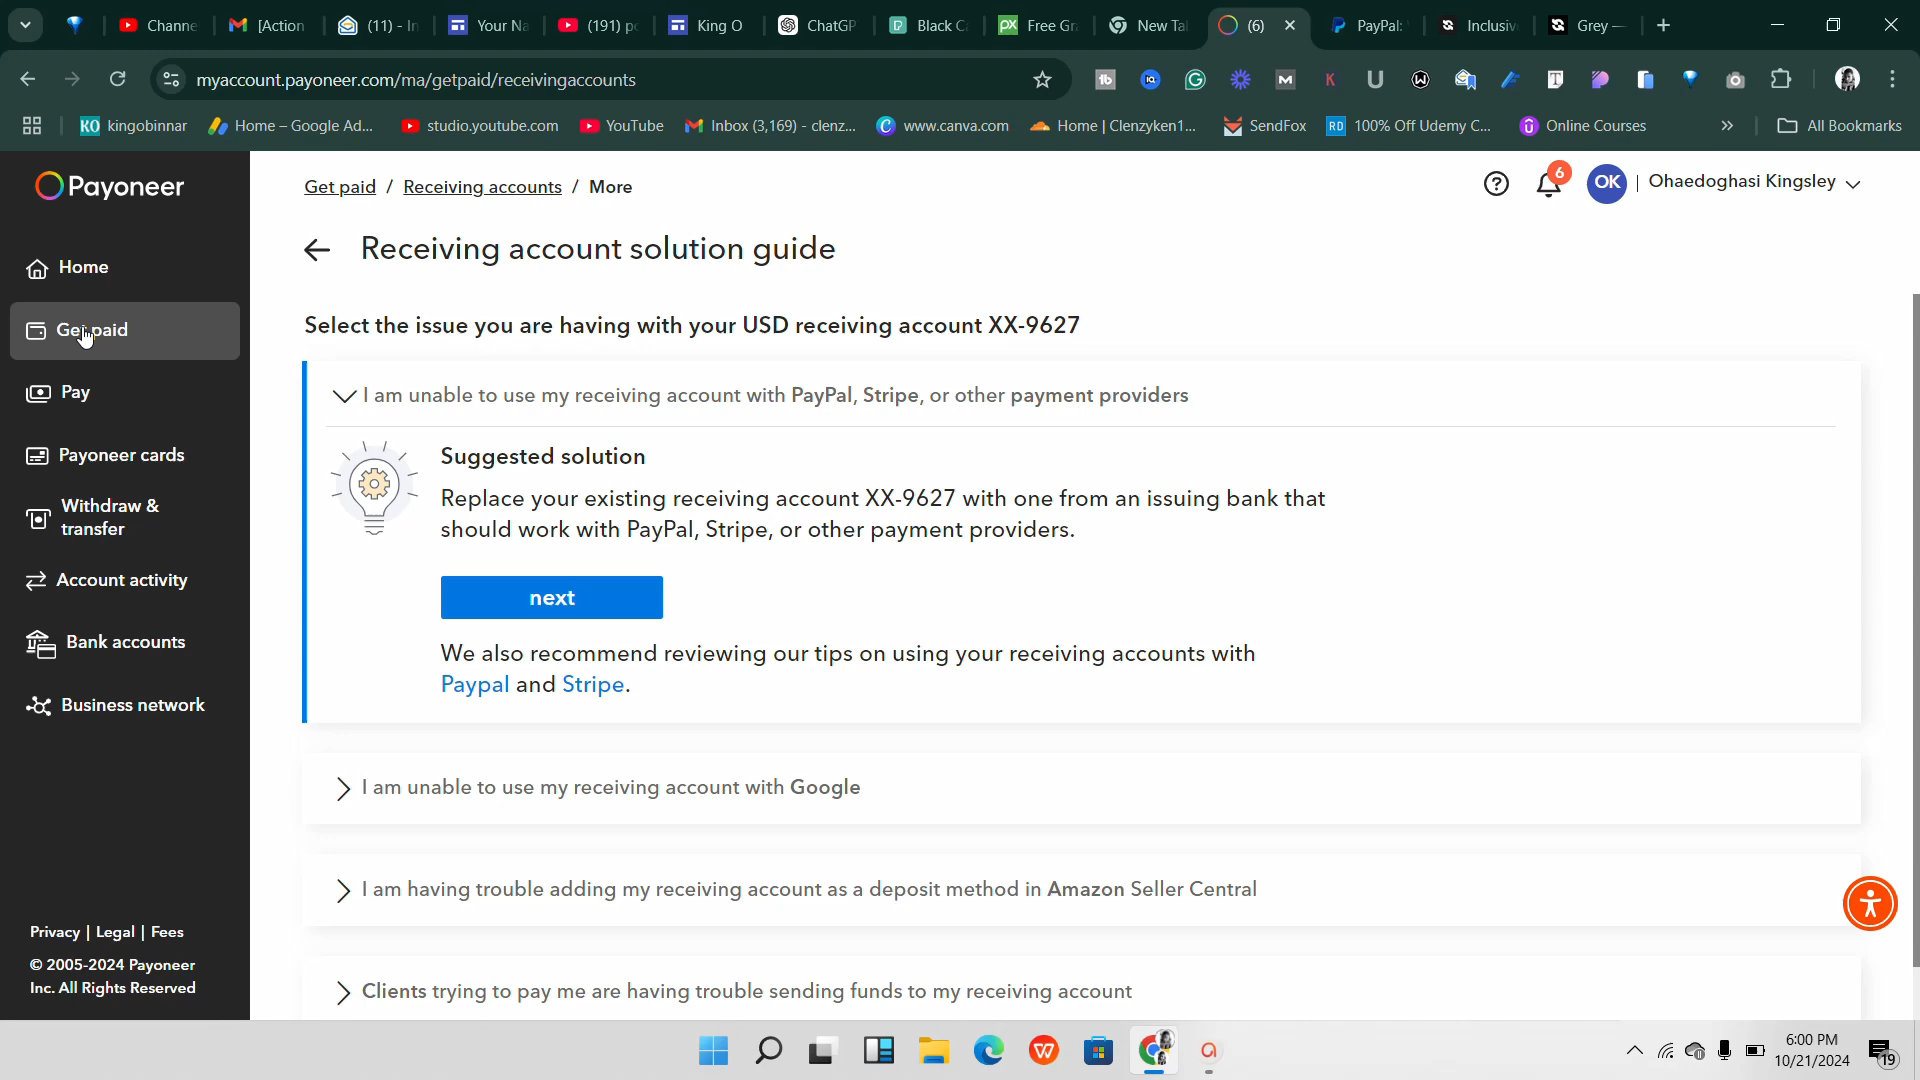 Channe
[Action
(11) - In
Your Na
(191) po
King O
ChatGP
Black C
Free Gr
New Ta
(6)
PayPal:
Inclusiv
Grey —
myaccount.payoneer.com/ma/getpaid/receivingaccounts
kingobinnar
Home – Google Ad...
studio.youtube.com
YouTube
Inbox (3,169) - clenz...
www.canva.com
Home | Clenzyken1...
SendFox
100% Off Udemy C...
Online Courses
All Bookmarks
Payoneer
Get paid / Receiving accounts / More
6
OK | Ohaedoghasi Kingsley
Receiving account solution guide
Home
Get paid
Pay
Payoneer cards
Withdraw &
transfer
Account activity
Bank accounts
Business network
Select the issue you are having with your USD receiving account XX-9627
I am unable to use my receiving account with PayPal, Stripe, or other payment providers
Suggested solution
Replace your existing receiving account XX-9627 with one from an issuing bank that
should work with PayPal, Stripe, or other payment providers.
next
We also recommend reviewing our tips on using your receiving accounts with
Paypal and Stripe.
I am unable to use my receiving account with Google
I am having trouble adding my receiving account as a deposit method in Amazon Seller Central
Clients trying to pay me are having trouble sending funds to my receiving account
Privacy | Legal | Fees
© 2005-2024 Payoneer
Inc. All Rights Reserved
6:00 PM
10/21/2024
19